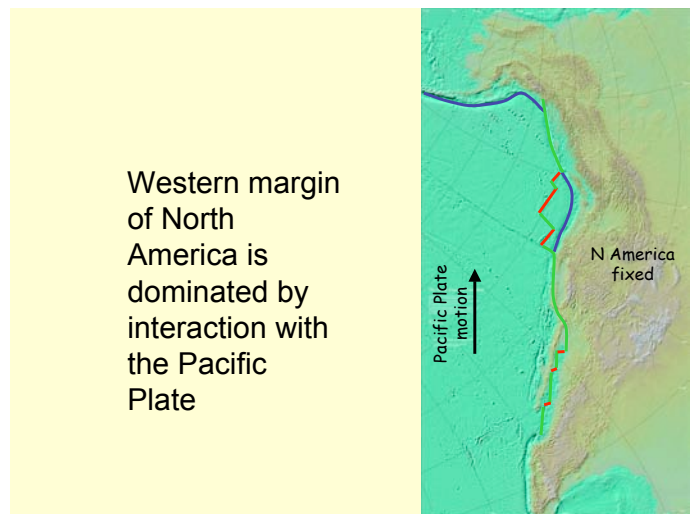 Western margin
of North
America is
dominated by
interaction with
the Pacific
Plate
Pacific Plate
motion
N America
fixed